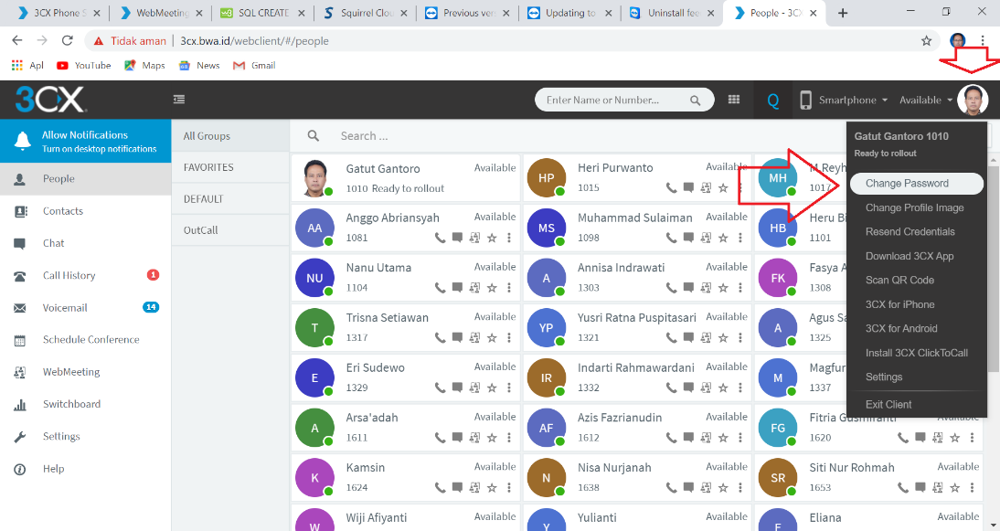 3CX Phone S
WebMeeting
SQL CREATE
Squirrel Clou
Previous ver
Updating to
Uninstall fee
People - 3C
Tidak aman | 3cx.bwa.id/webclient/#/people
Apl
YouTube
Maps
News
Gmail
3CX
Enter Name or Number...
Q
Smartphone
Available
Allow Notifications
Turn on desktop notifications
People
Contacts
Chat
Call History
1
Voicemail
14
Schedule Conference
WebMeeting
Switchboard
Settings
Help
All Groups
FAVORITES
DEFAULT
OutCall
Search ...
Gatut Gantoro
Available
1010 Ready to rollout
HP
Heri Purwanto
Available
1015
MH
M Reyh
1017
AA
Anggo Abriansyah
Available
1081
MS
Muhammad Sulaiman
Available
1098
HB
Heru Bi
1101
NU
Nanu Utama
Available
1104
A
Annisa Indrawati
Available
1303
FK
Fasya A
1308
T
Trisna Setiawan
Available
1317
YP
Yusri Ratna Puspitasari
Available
1321
A
Agus Sa
1325
E
Eri Sudewo
Available
1329
IR
Indarti Rahmawardani
Available
1332
M
Magfur
1337
A
Arsa'adah
Available
1611
AF
Azis Fazrianudin
Available
1612
FG
Fitria Gusmiranti
Available
1620
K
Kamsin
Available
1624
N
Nisa Nurjanah
Available
1638
SR
Siti Nur Rohmah
Available
1653
W
Wiji Afiyanti
Available
Y
Yulianti
Available
E
Eliana
Available
Gatut Gantoro 1010
Ready to rollout
Change Password
Change Profile Image
Resend Credentials
Download 3CX App
Scan QR Code
3CX for iPhone
3CX for Android
Install 3CX ClickToCall
Settings
Exit Client